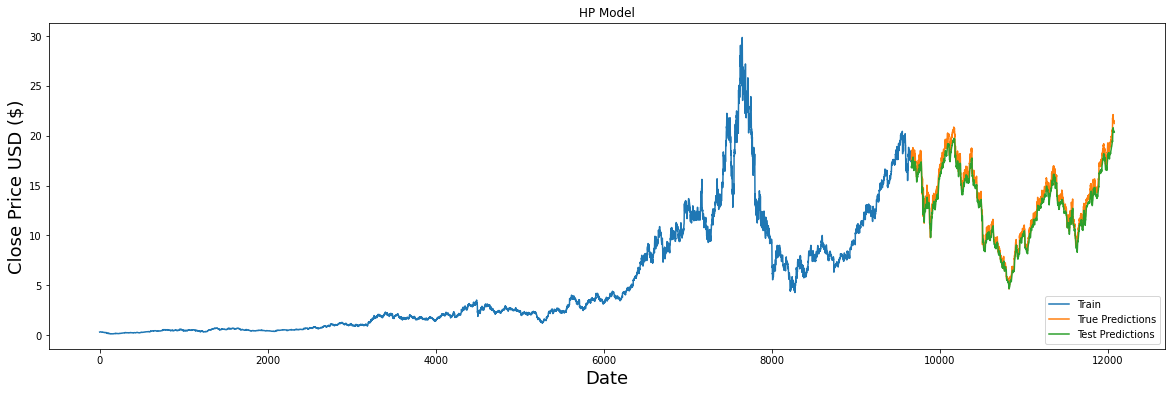 HP Model
Close Price USD ($)
30
25
20
15
10
5
0
0 2000 4000 6000 8000 10000 12000
Date
Train
True Predictions
Test Predictions